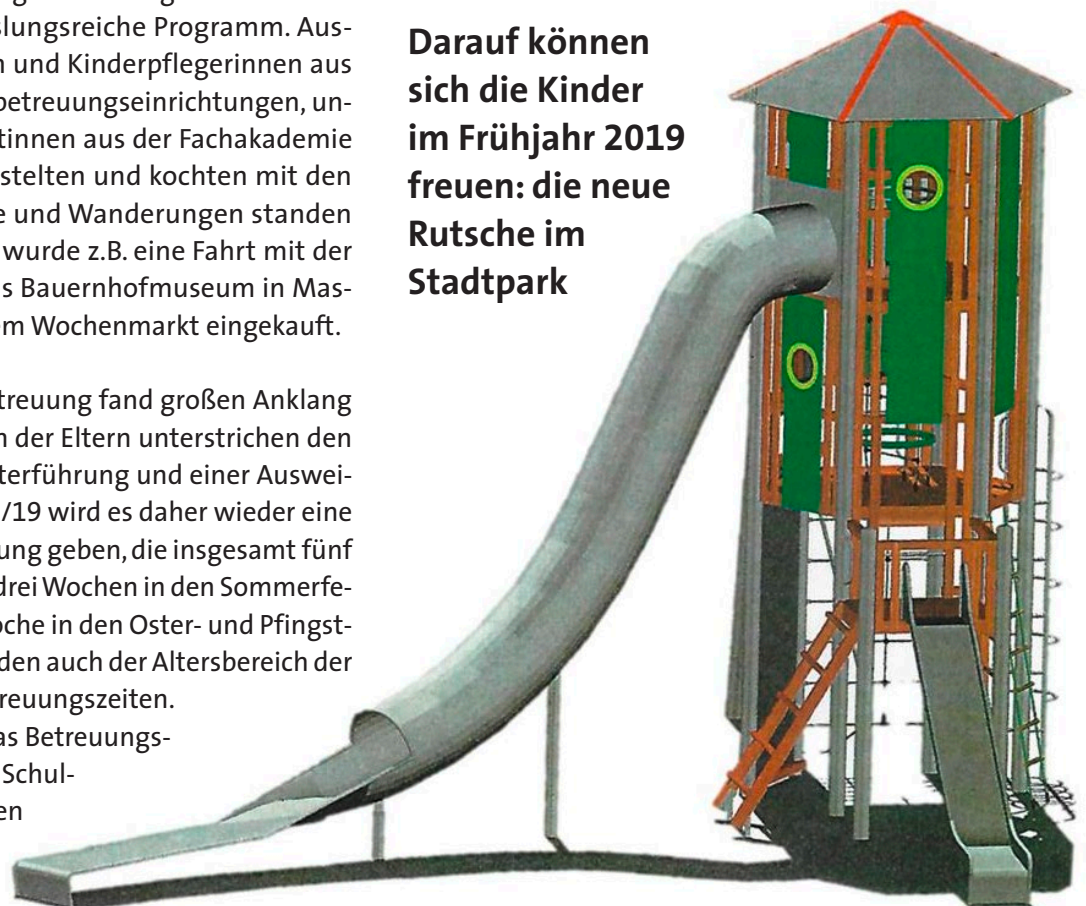 slungsreiche Programm. Aus-
und Kinderpflegerinnen aus
betreuungseinrichtungen, un-
tinnen aus der Fachakademie
stelten und kochten mit den
e und Wanderungen standen
wurde z.B. eine Fahrt mit der
s Bauernhofmuseum in Mas-
em Wochenmarkt eingekauft.
treuung fand großen Anklang
n der Eltern unterstrichen den
terführung und einer Auswei-
/19 wird es daher wieder eine
ung geben, die insgesamt fünf
drei Wochen in den Sommerfe-
oche in den Oster- und Pfingst-
den auch der Altersbereich der
treuungszeiten.
as Betreuungs-
Schul-
en
Darauf können
sich die Kinder
im Frühjahr 2019
freuen: die neue
Rutsche im
Stadtpark